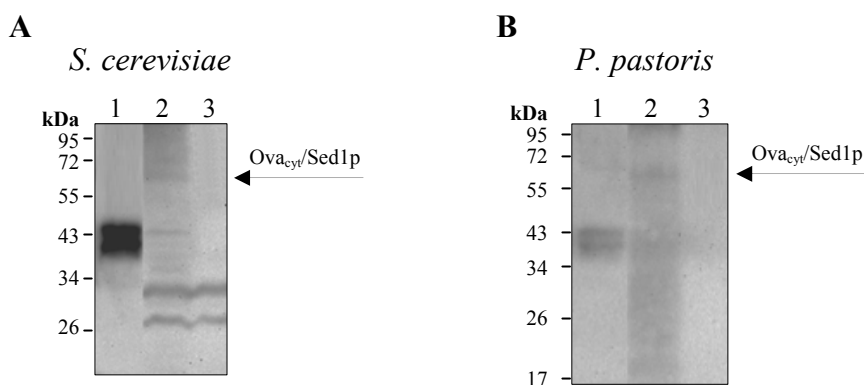 A
S. cerevisiae
kDa 1 2 3
95
72
55
43
34
26
Ova_cyt/Sed1p
B
P. pastoris
kDa 1 2 3
95
72
55
43
34
26
17
Ova_cyt/Sed1p